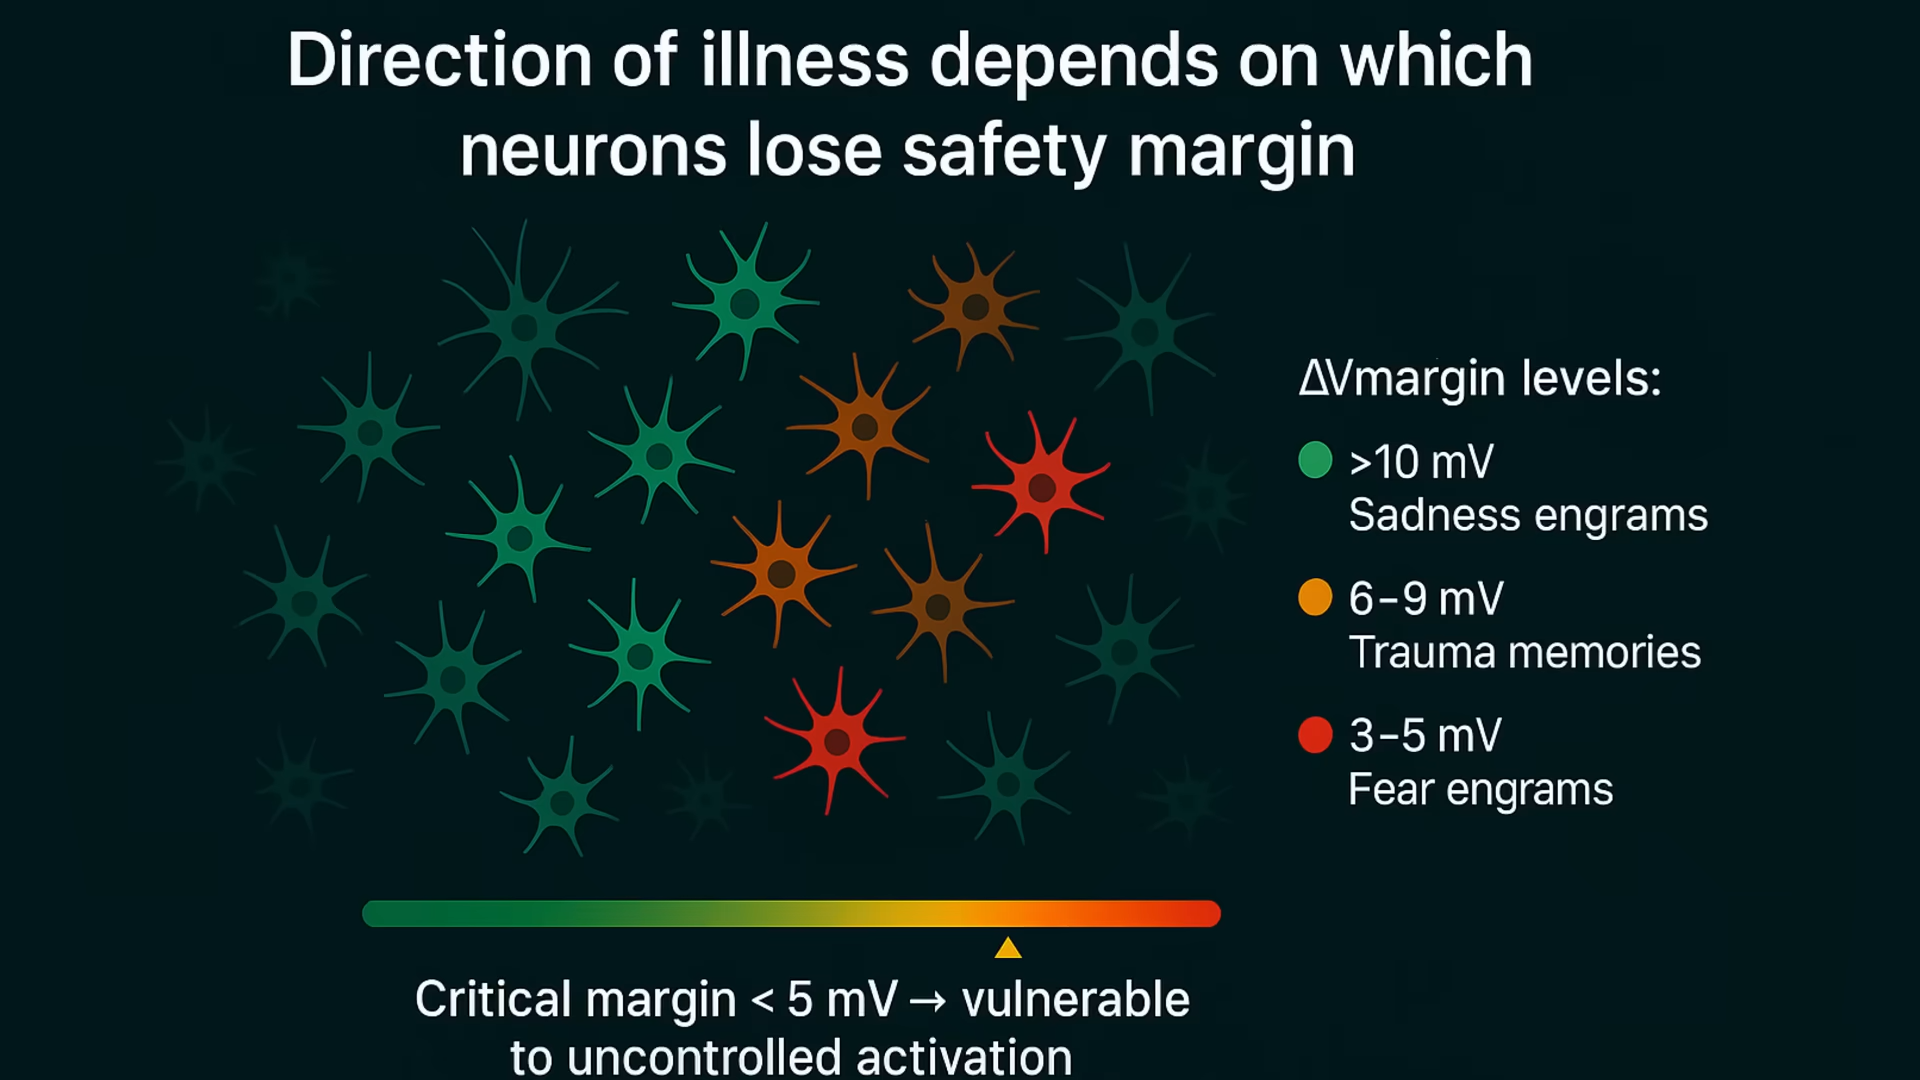 Direction of illness depends on which
neurons lose safety margin
ΔVmargin levels:
>10 mV
Sadness engrams
6–9 mV
Trauma memories
3–5 mV
Fear engrams
Critical margin < 5 mV → vulnerable
to uncontrolled activation